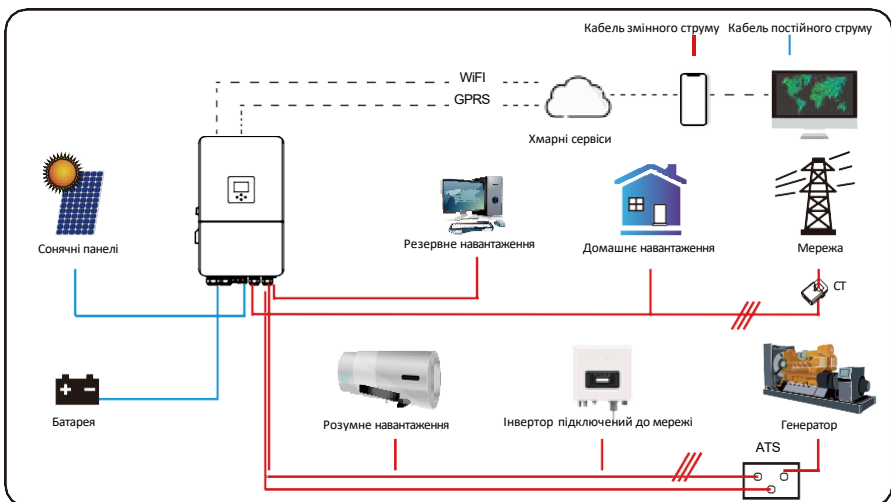 Кабель змінного струму
Кабель постійного струму
WiFI
GPRS
Хмарні сервіси
Сонячні панелі
Резервне навантаження
Домашнє навантаження
Мережа
CT
Батарея
Розумне навантаження
Інвертор підключений до мережі
Генератор
ATS